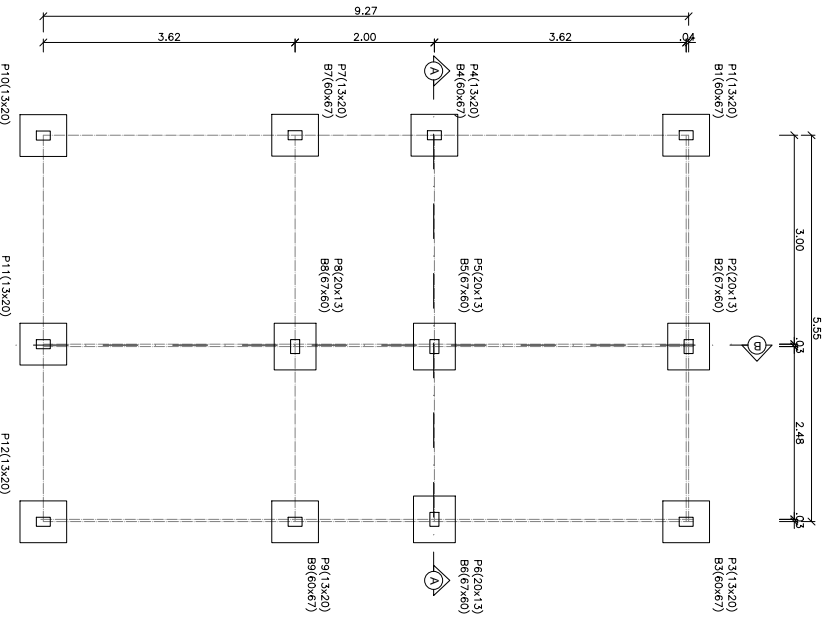 9.27
3.62
2.00
3.62
.04
P10(13x20)
P7(13x20)
B7(60x67)
A
P4(13x20)
B4(60x67)
P1(13x20)
B1(60x67)
3.00
5.55
P11(13x20)
P8(20x13)
B8(67x60)
P5(20x13)
B5(67x60)
P2(20x13)
B2(67x60)
B
.03
2.48
P12(13x20)
.03
P9(13x20)
B9(60x67)
A
P6(20x13)
B6(67x60)
P3(13x20)
B3(60x67)